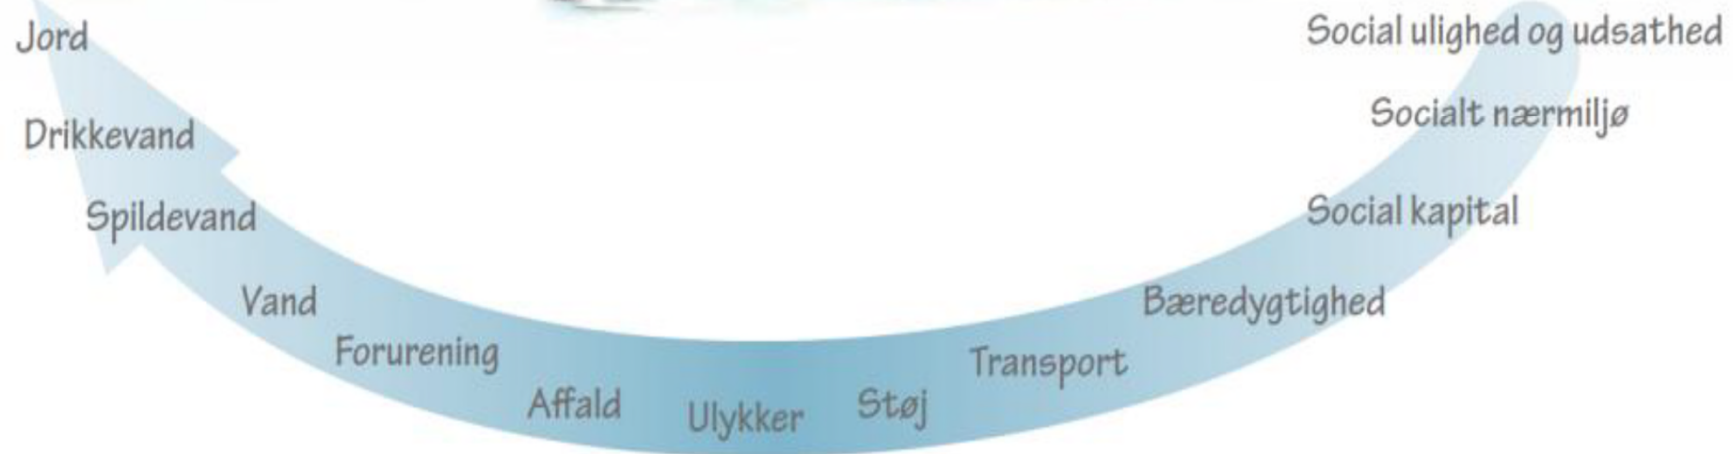 Jord
Drikkevand
Spildevand
Vand
Forurening
Affald
Ulykker
Støj
Transport
Bæredygtighed
Social kapital
Socialt nærmiljø
Social ulighed og udsathed